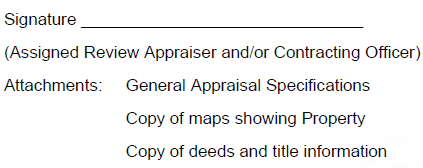 Signature ______________________________
(Assigned Review Appraiser and/or Contracting Officer)
Attachments: General Appraisal Specifications
Copy of maps showing Property
Copy of deeds and title information